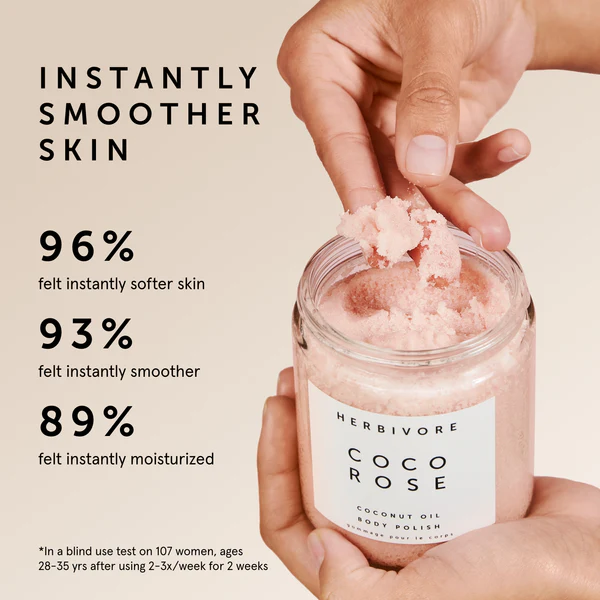 INSTANTLY
SMOOTHER
SKIN
96%
felt instantly softer skin
93%
felt instantly smoother
89%
felt instantly moisturized
*In a blind use test on 107 women, ages
28-35 yrs after using 2-3x/week for 2 weeks
HERBIVORE
COCO
ROSE
COCONUT OIL
BODY POLISH
gommage pour le corps